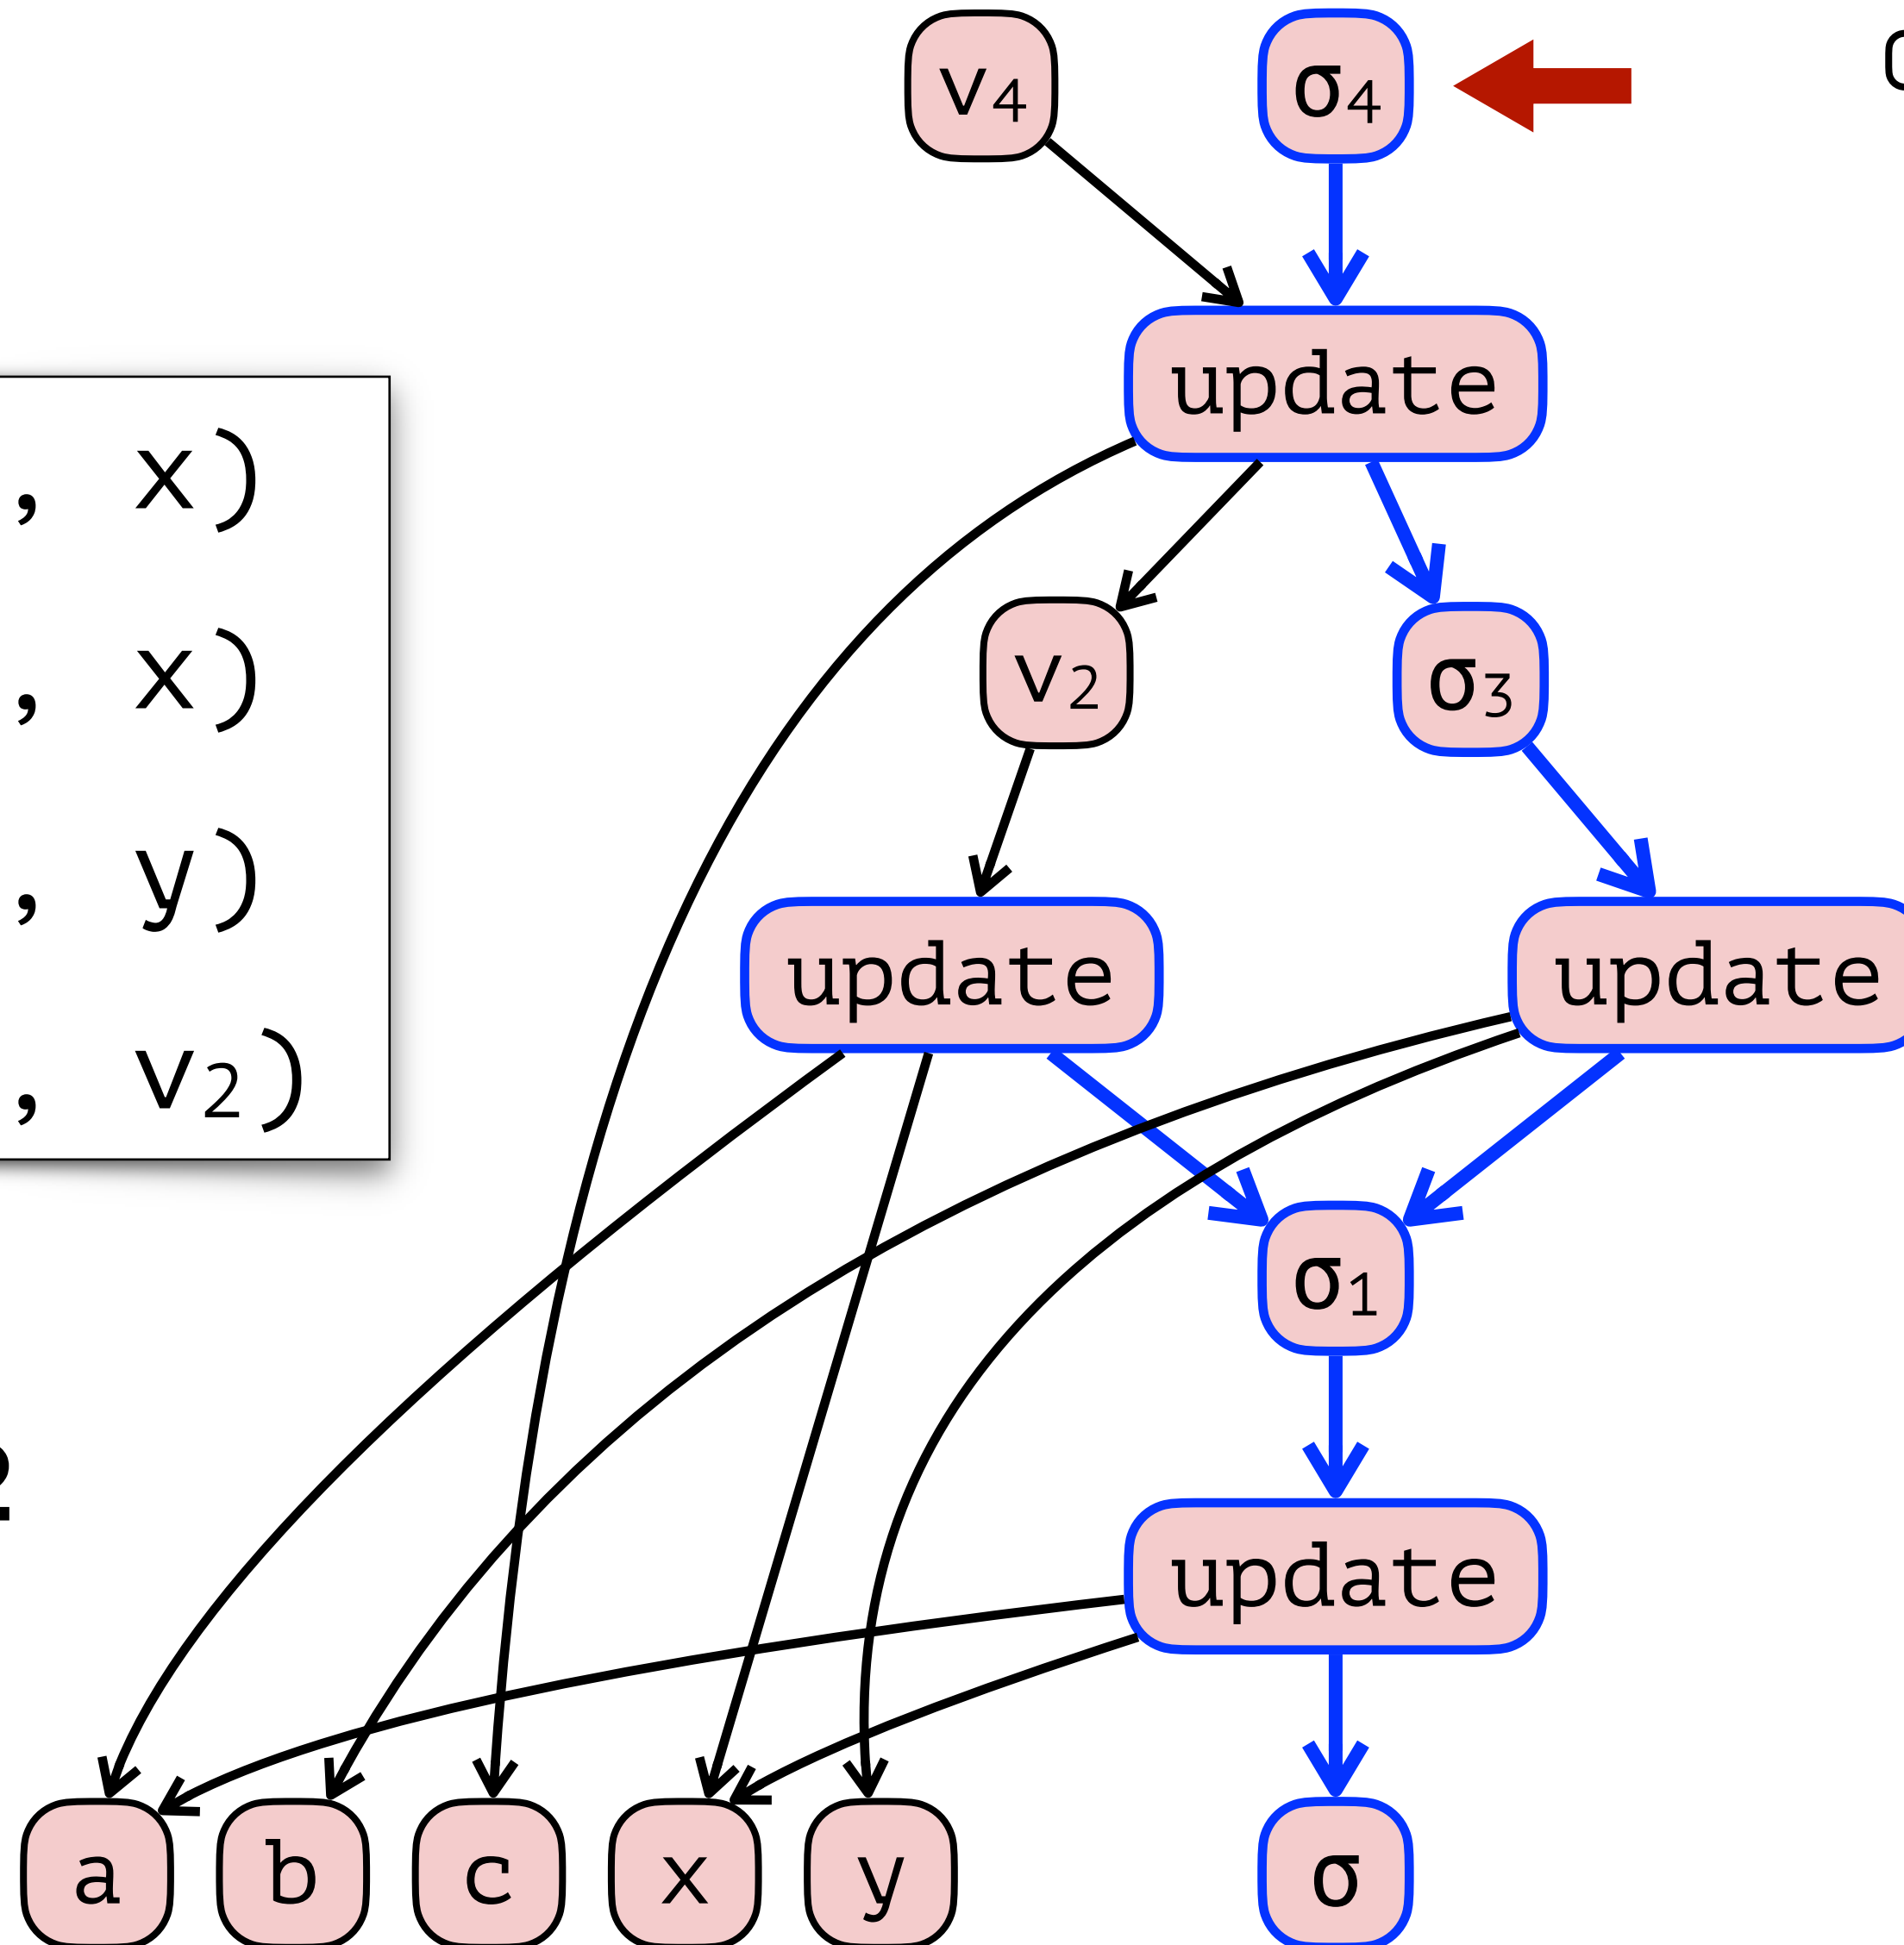 v4 σ4
update
, x)
, x)
v2 σ3
, y)
update update
, v2)
σ1
update
a b c x y σ